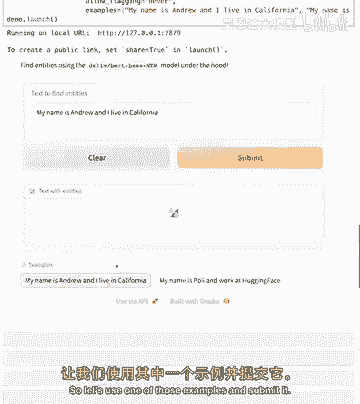 allow_flagging="never",
examples=["My name is Andrew and I live in California", "My name is
demo.launch()
Running on local URL: http://127.0.0.1:7879
To create a public link, set `share=True` in `launch()`.
Find entities using the dslim/bert-base-NER model under the hood!
Text to find entities
My name is Andrew and I live in California
Clear
Submit
Text with entities
Examples
My name is Andrew and I live in California
My name is Poli and work at HuggingFace
Use via API
Built with Gradio
让我们使用其中一个示例并提交它。
So let's use one of those examples and submit it.